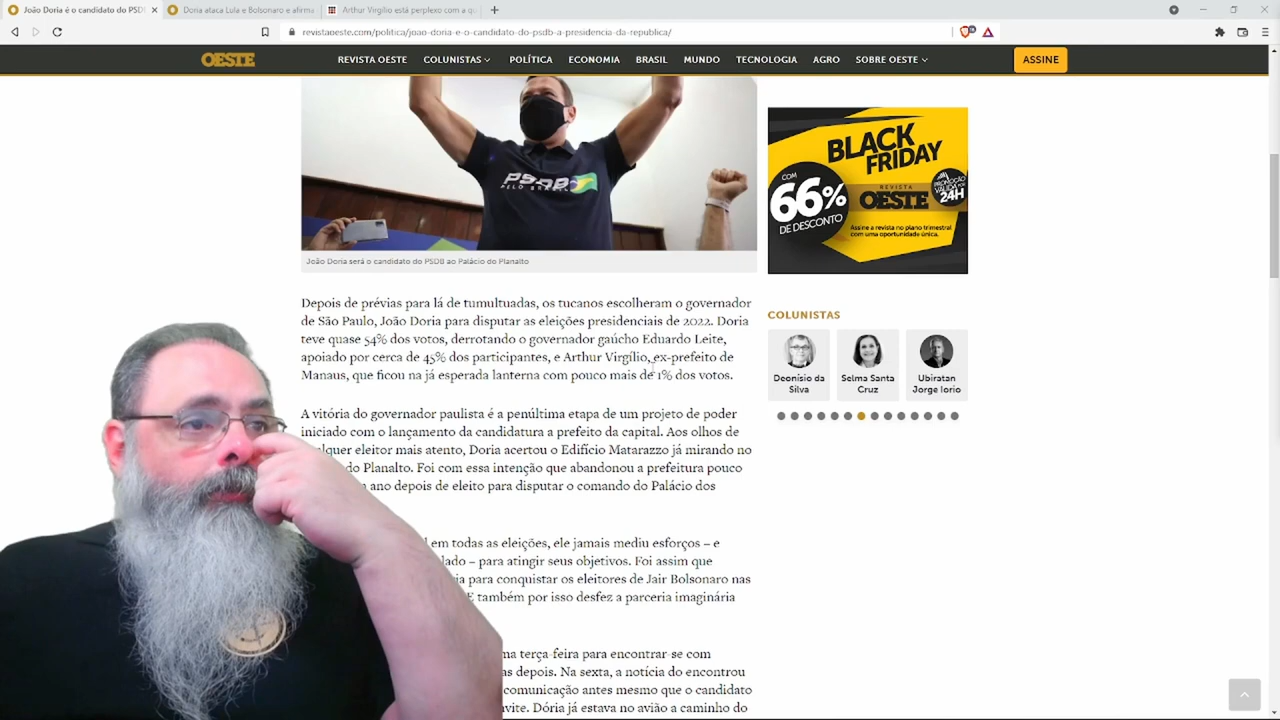 João Doria é o candidato do PSDB
Doria ataca Lula e Bolsonaro e afirma
Arthur Virgílio está perplexo com a q
revistaoeste.com/politica/joao-doria-e-o-candidato-do-psdb-a-presidencia-da-republica/
OESTE
REVISTA OESTE
COLUNISTAS
POLÍTICA
ECONOMIA
BRASIL
MUNDO
TECNOLOGIA
AGRO
SOBRE OESTE
ASSINE
PSDB
PELO BRASIL
João Doria será o candidato do PSDB ao Palácio do Planalto
Depois de prévias para lá de tumultuadas, os tucanos escolheram o governador
de São Paulo, João Doria para disputar as eleições presidenciais de 2022. Doria
teve quase 54% dos votos, derrotando o governador gaúcho Eduardo Leite,
apoiado por cerca de 45% dos participantes, e Arthur Virgílio, ex-prefeito de
Manaus, que ficou na já esperada lanterna com pouco mais de 1% dos votos.
A vitória do governador paulista é a penúltima etapa de um projeto de poder
iniciado com o lançamento da candidatura a prefeito da capital. Aos olhos de
qualquer eleitor mais atento, Doria acertou o Edifício Matarazzo já mirando no
do Planalto. Foi com essa intenção que abandonou a prefeitura pouco
ano depois de eleito para disputar o comando do Palácio dos
em todas as eleições, ele jamais mediu esforços – e
lado – para atingir seus objetivos. Foi assim que
para conquistar os eleitores de Jair Bolsonaro nas
E também por isso desfez a parceria imaginária
ma terça-feira para encontrar-se com
as depois. Na sexta, a notícia do encontrou
comunicação antes mesmo que o candidato
vite. Dória já estava no avião a caminho do
BLACK
FRIDAY
COM
66%
DE DESCONTO
REVISTA
OESTE
PROMOÇÃO
VÁLIDA POR
24H
Assine a revista no plano trimestral
com uma oportunidade única.
COLUNISTAS
Deonísio da
Silva
Selma Santa
Cruz
Ubiratan
Jorge Iorio